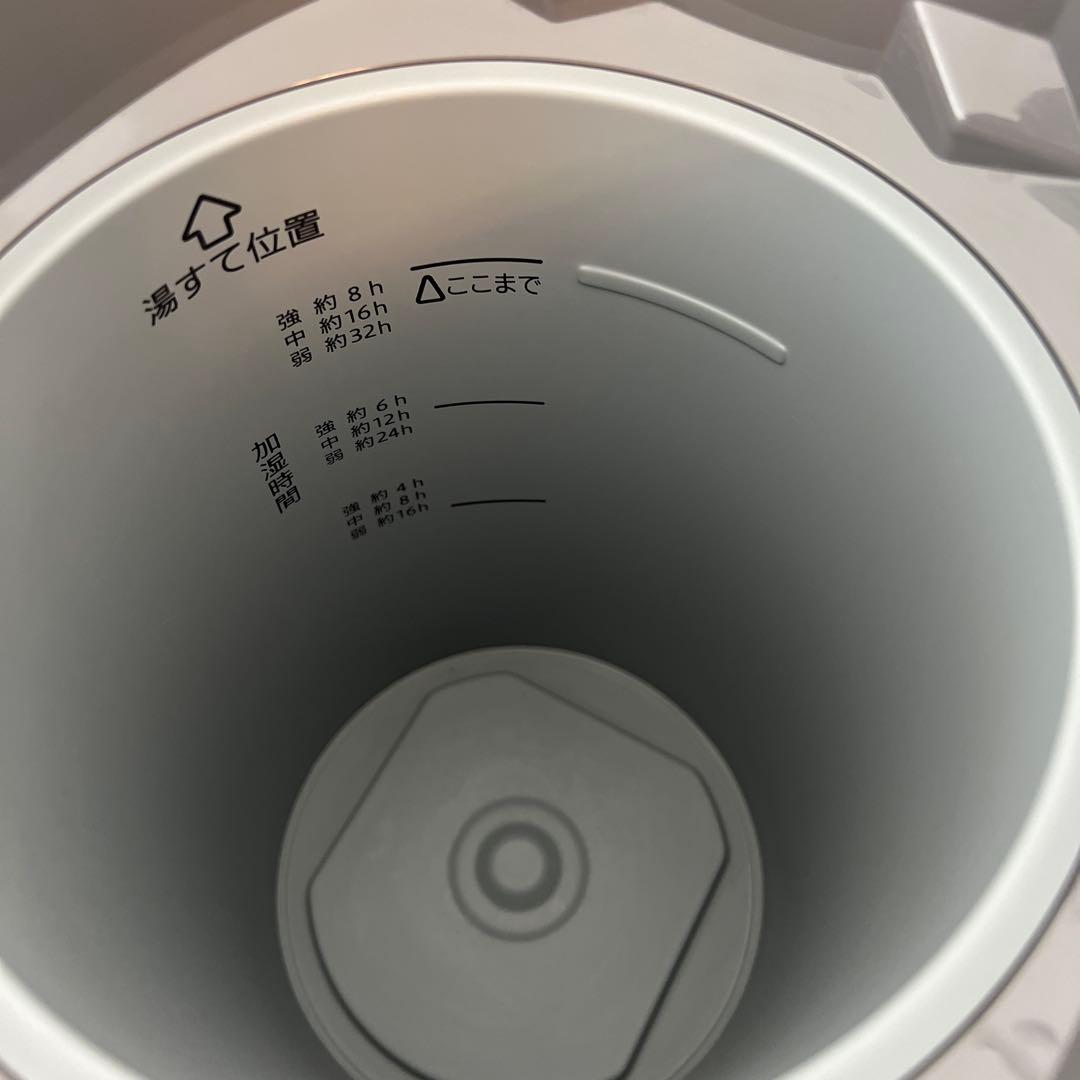 湯すて位置
△ここまで
強 約 8 h
中 約16h
弱 約32h
加湿時間
強 約 6 h
中 約12h
弱 約24h
強 約 4 h
中 約 8 h
弱 約16h